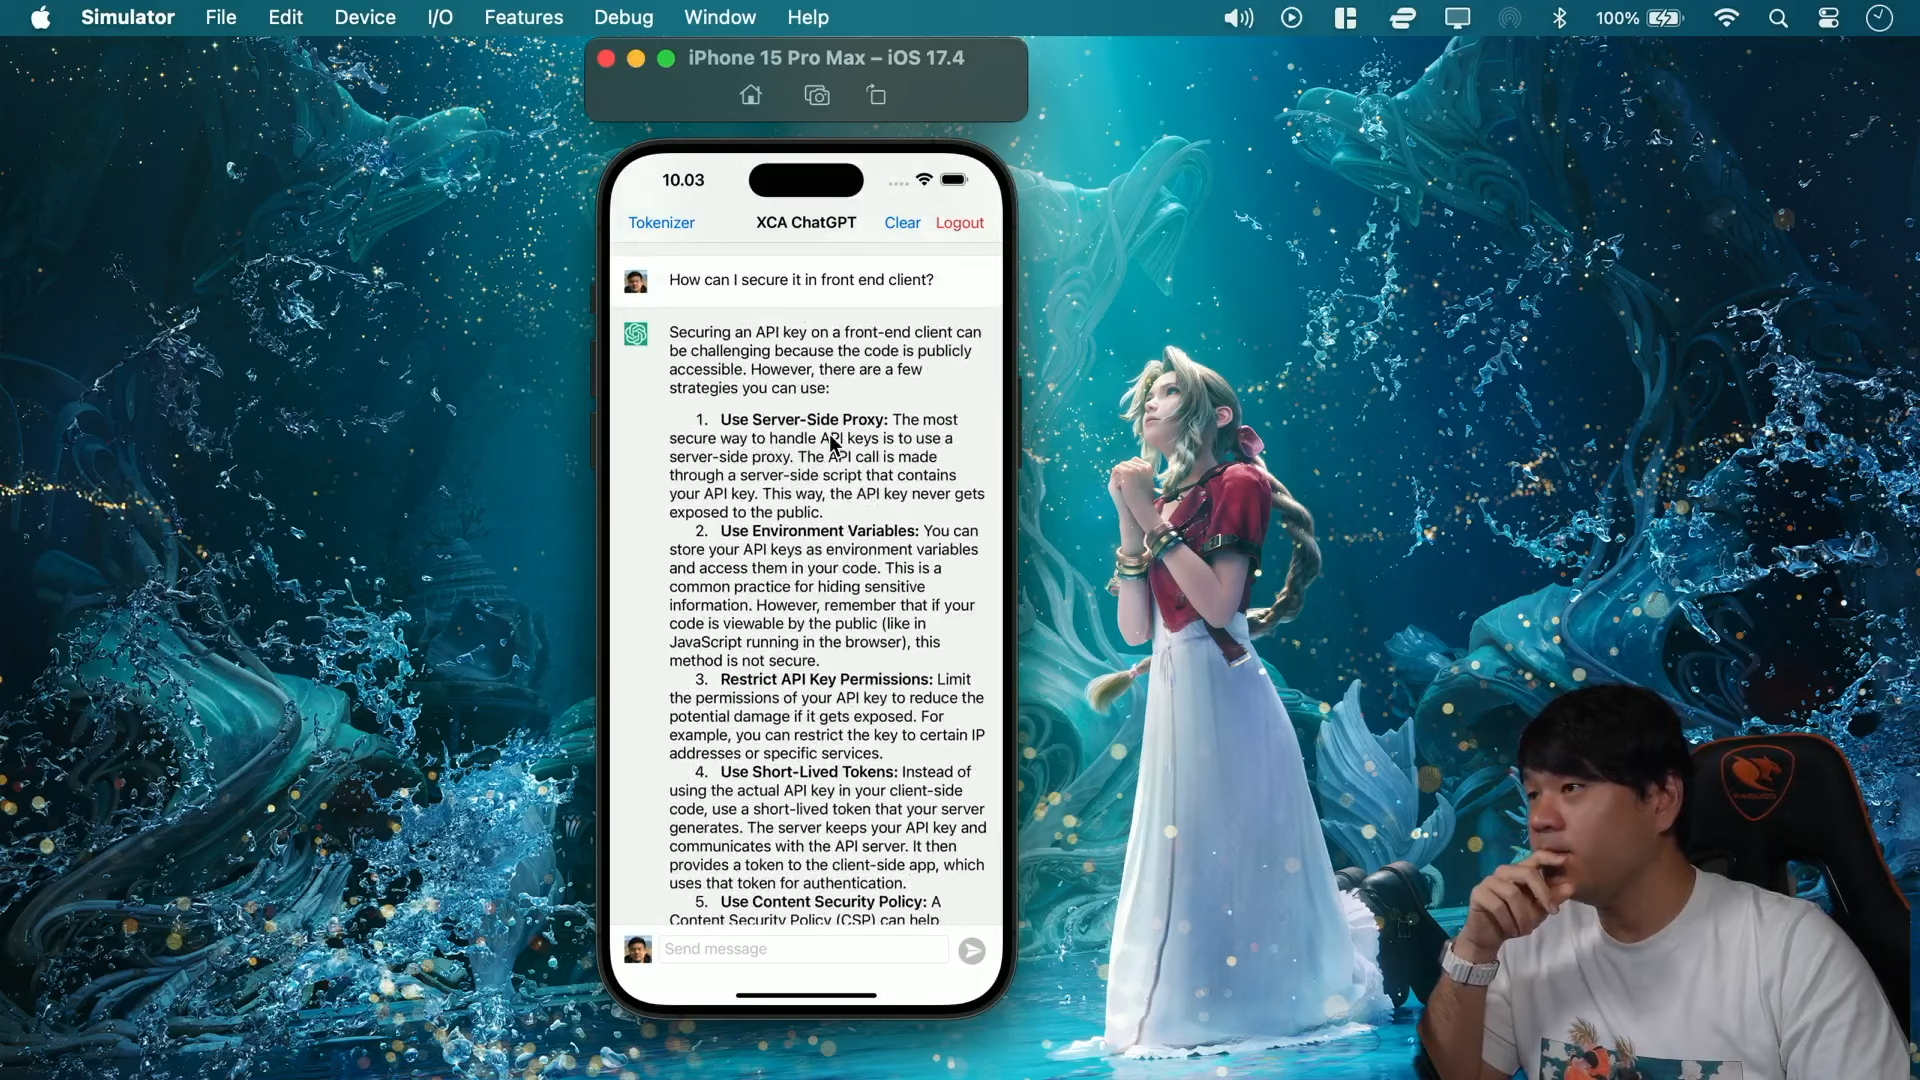 Simulator File Edit Device I/O Features Debug Window Help 100%
iPhone 15 Pro Max – iOS 17.4
10.03
Tokenizer XCA ChatGPT Clear Logout
How can I secure it in front end client?
Securing an API key on a front-end client can
be challenging because the code is publicly
accessible. However, there are a few
strategies you can use:
1. Use Server-Side Proxy: The most
secure way to handle API keys is to use a
server-side proxy. The API call is made
through a server-side script that contains
your API key. This way, the API key never gets
exposed to the public.
2. Use Environment Variables: You can
store your API keys as environment variables
and access them in your code. This is a
common practice for hiding sensitive
information. However, remember that if your
code is viewable by the public (like in
JavaScript running in the browser), this
method is not secure.
3. Restrict API Key Permissions: Limit
the permissions of your API key to reduce the
potential damage if it gets exposed. For
example, you can restrict the key to certain IP
addresses or specific services.
4. Use Short-Lived Tokens: Instead of
using the actual API key in your client-side
code, use a short-lived token that your server
generates. The server keeps your API key and
communicates with the API server. It then
provides a token to the client-side app, which
uses that token for authentication.
5. Use Content Security Policy: A
Content Security Policy (CSP) can help
Send message